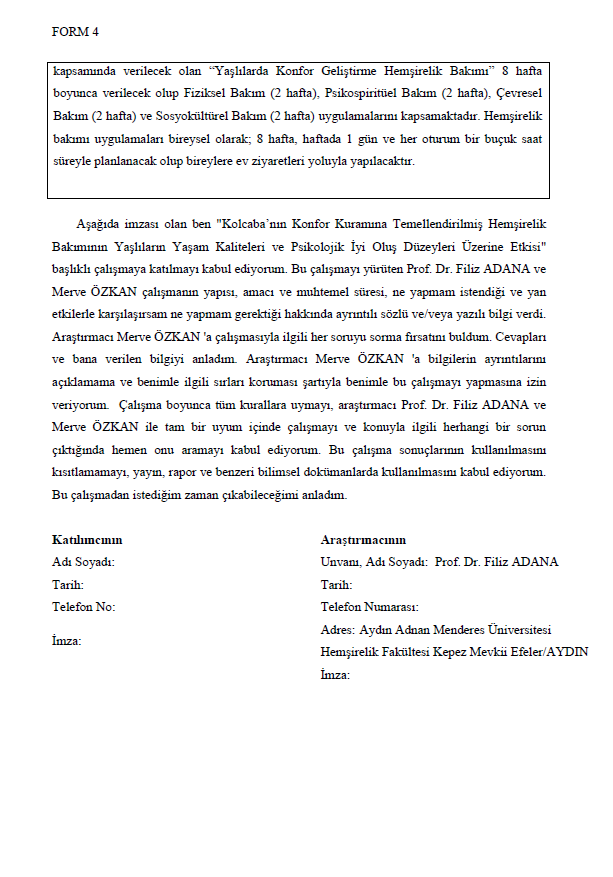 FORM 4
kapsamında verilecek olan “Yaşlılarda Konfor Geliştirme Hemşirelik Bakımı” 8 hafta
boyunca verilecek olup Fiziksel Bakım (2 hafta), Psikospiritüel Bakım (2 hafta), Çevresel
Bakım (2 hafta) ve Sosyokültürel Bakım (2 hafta) uygulamalarını kapsamaktadır. Hemşirelik
bakımı uygulamaları bireysel olarak; 8 hafta, haftada 1 gün ve her oturum bir buçuk saat
süreyle planlanacak olup bireylere ev ziyaretleri yoluyla yapılacaktır.
Aşağıda imzası olan ben "Kolcaba’nın Konfor Kuramına Temellendirilmiş Hemşirelik
Bakımının Yaşlıların Yaşam Kaliteleri ve Psikolojik İyi Oluş Düzeyleri Üzerine Etkisi"
başlıklı çalışmaya katılmayı kabul ediyorum. Bu çalışmayı yürüten Prof. Dr. Filiz ADANA ve
Merve ÖZKAN çalışmanın yapısı, amacı ve muhtemel süresi, ne yapmam istendiği ve yan
etkilerle karşılaşırsam ne yapmam gerektiği hakkında ayrıntılı sözlü ve/veya yazılı bilgi verdi.
Araştırmacı Merve ÖZKAN 'a çalışmasıyla ilgili her soruyu sorma fırsatını buldum. Cevapları
ve bana verilen bilgiyi anladım. Araştırmacı Merve ÖZKAN 'a bilgilerin ayrıntılarını
açıklamama ve benimle ilgili sırları koruması şartıyla benimle bu çalışmayı yapmasına izin
veriyorum. Çalışma boyunca tüm kurallara uymayı, araştırmacı Prof. Dr. Filiz ADANA ve
Merve ÖZKAN ile tam bir uyum içinde çalışmayı ve konuyla ilgili herhangi bir sorun
çıktığında hemen onu aramayı kabul ediyorum. Bu çalışma sonuçlarının kullanılmasını
kısıtlamamayı, yayın, rapor ve benzeri bilimsel dokümanlarda kullanılmasını kabul ediyorum.
Bu çalışmadan istediğim zaman çıkabileceğimi anladım.
Katılımcının
Adı Soyadı:
Tarih:
Telefon No:
İmza:
Araştırmacının
Unvanı, Adı Soyadı: Prof. Dr. Filiz ADANA
Tarih:
Telefon Numarası:
Adres: Aydın Adnan Menderes Üniversitesi
Hemşirelik Fakültesi Kepez Mevkii Efeler/AYDIN
İmza: